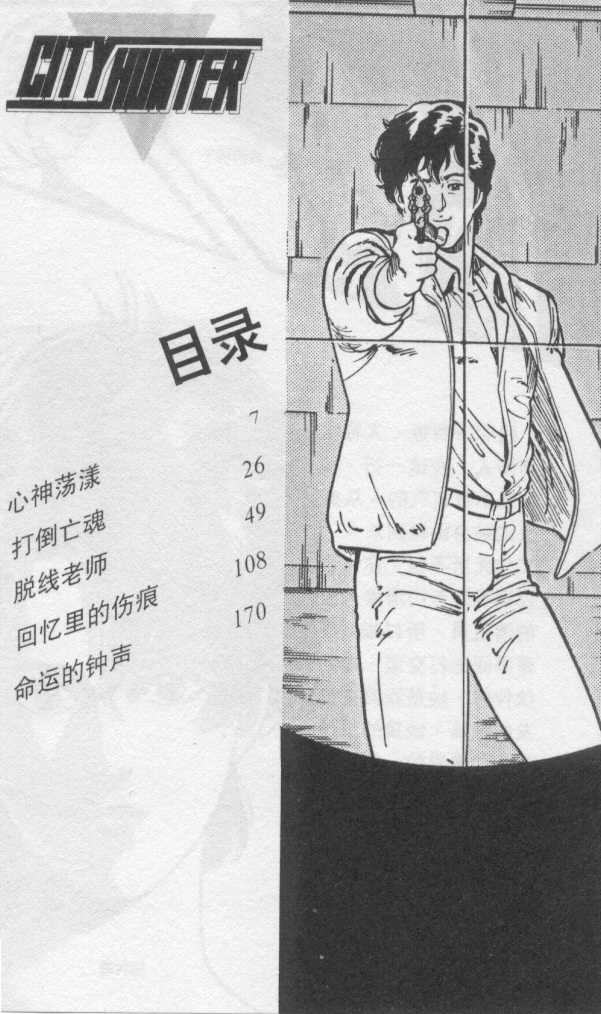 CITY HUNTER
目录
心神荡漾 7
打倒亡魂 26
脱线老师 49
回忆里的伤痕 108
命运的钟声 170